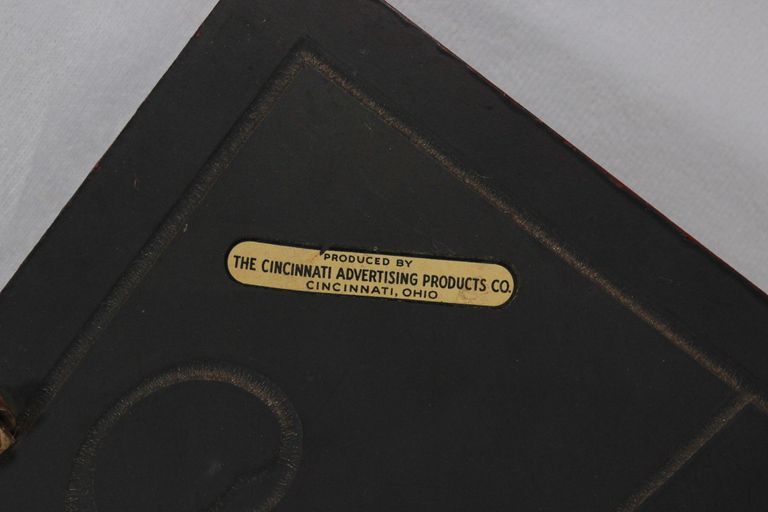 PRODUCED BY
THE CINCINNATI ADVERTISING PRODUCTS CO.
CINCINNATI, OHIO